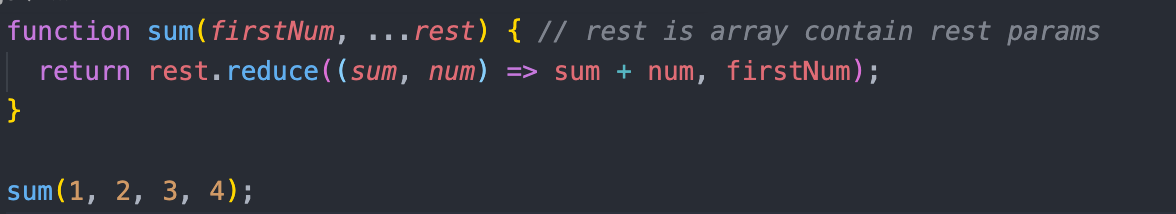 function sum(firstNum, ...rest) { // rest is array contain rest params
  return rest.reduce((sum, num) => sum + num, firstNum);
}
sum(1, 2, 3, 4);